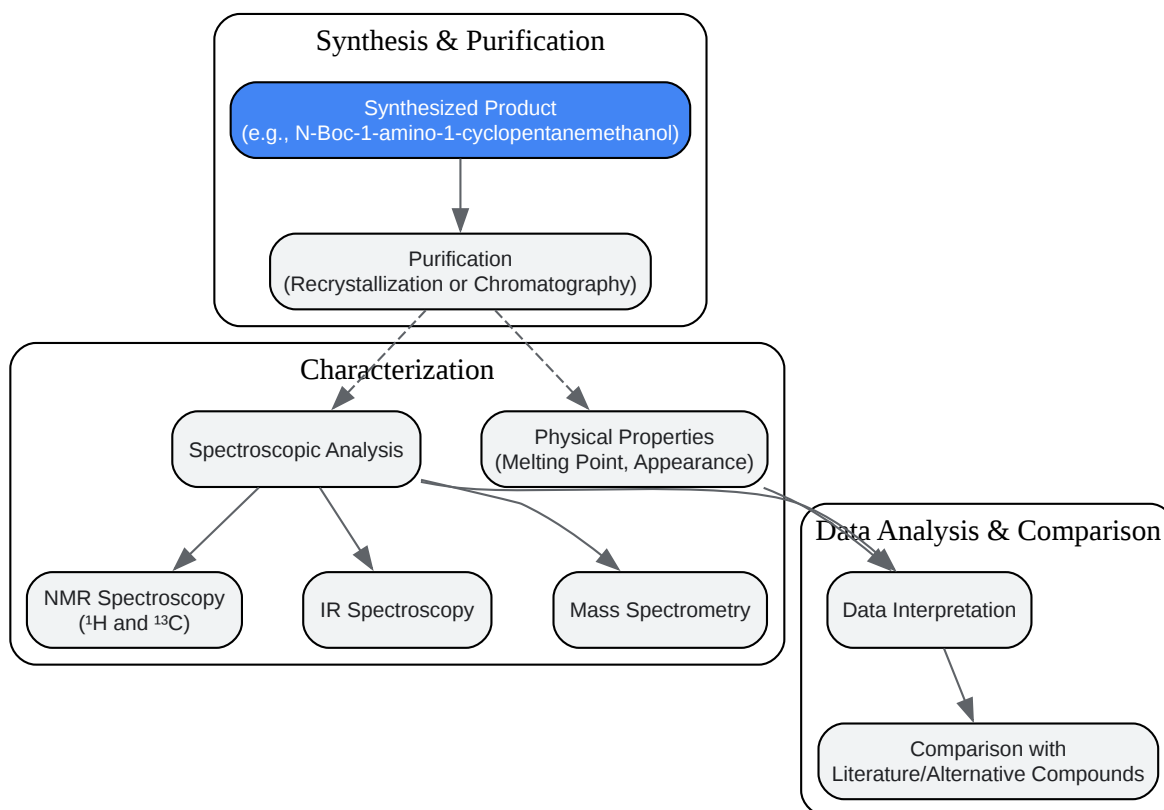 Synthesis & Purification
Synthesized Product
(e.g., N-Boc-1-amino-1-cyclopentanemethanol)
Purification
(Recrystallization or Chromatography)
Characterization
Spectroscopic Analysis
Physical Properties
(Melting Point, Appearance)
NMR Spectroscopy
(¹H and ¹³C)
IR Spectroscopy
Mass Spectrometry
Data Analysis & Comparison
Data Interpretation
Comparison with
Literature/Alternative Compounds